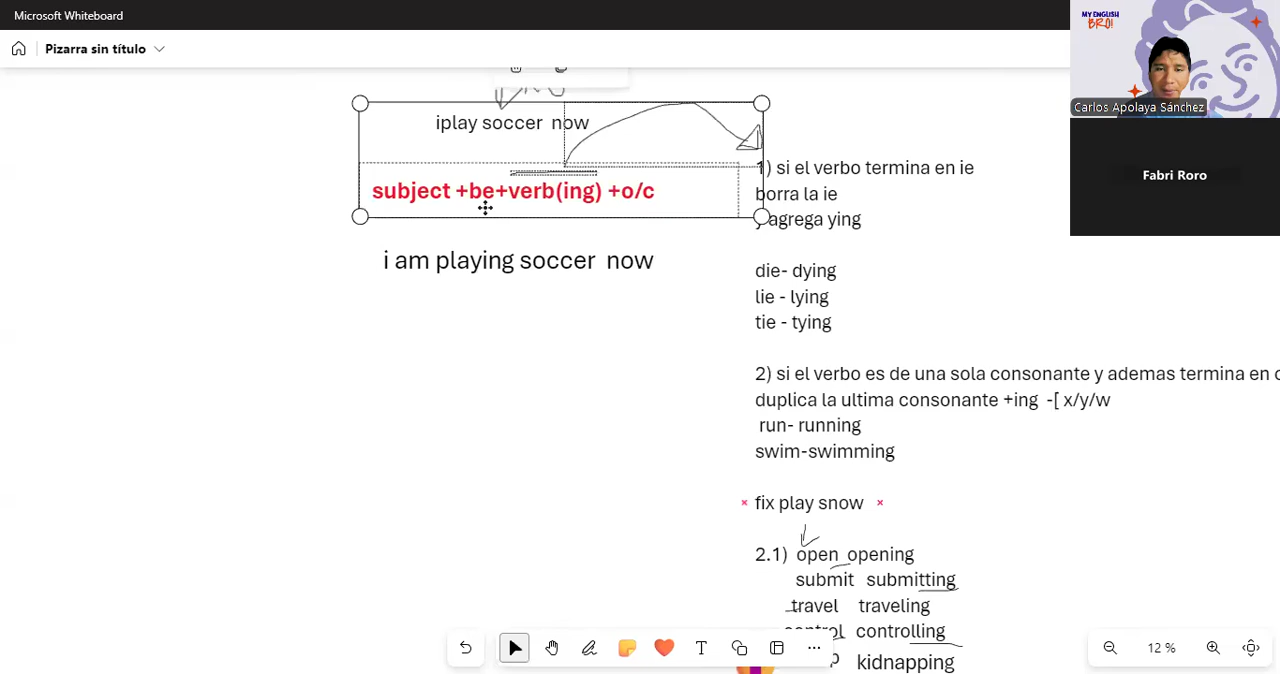 Microsoft Whiteboard
Pizarra sin título
MY ENGLISH
BRO!
Carlos Apolaya Sánchez
Fabri Roro
iplay soccer now
subject +be+verb(ing) +o/c
i am playing soccer now
1) si el verbo termina en ie
borra la ie
y agrega ying
die- dying
lie - lying
tie - tying
2) si el verbo es de una sola consonante y ademas termina en
duplica la ultima consonante +ing -[ x/y/w
run- running
swim-swimming
× fix play snow ×
2.1) open opening
submit submitting
travel traveling
control controlling
p kidnapping
T
12 %